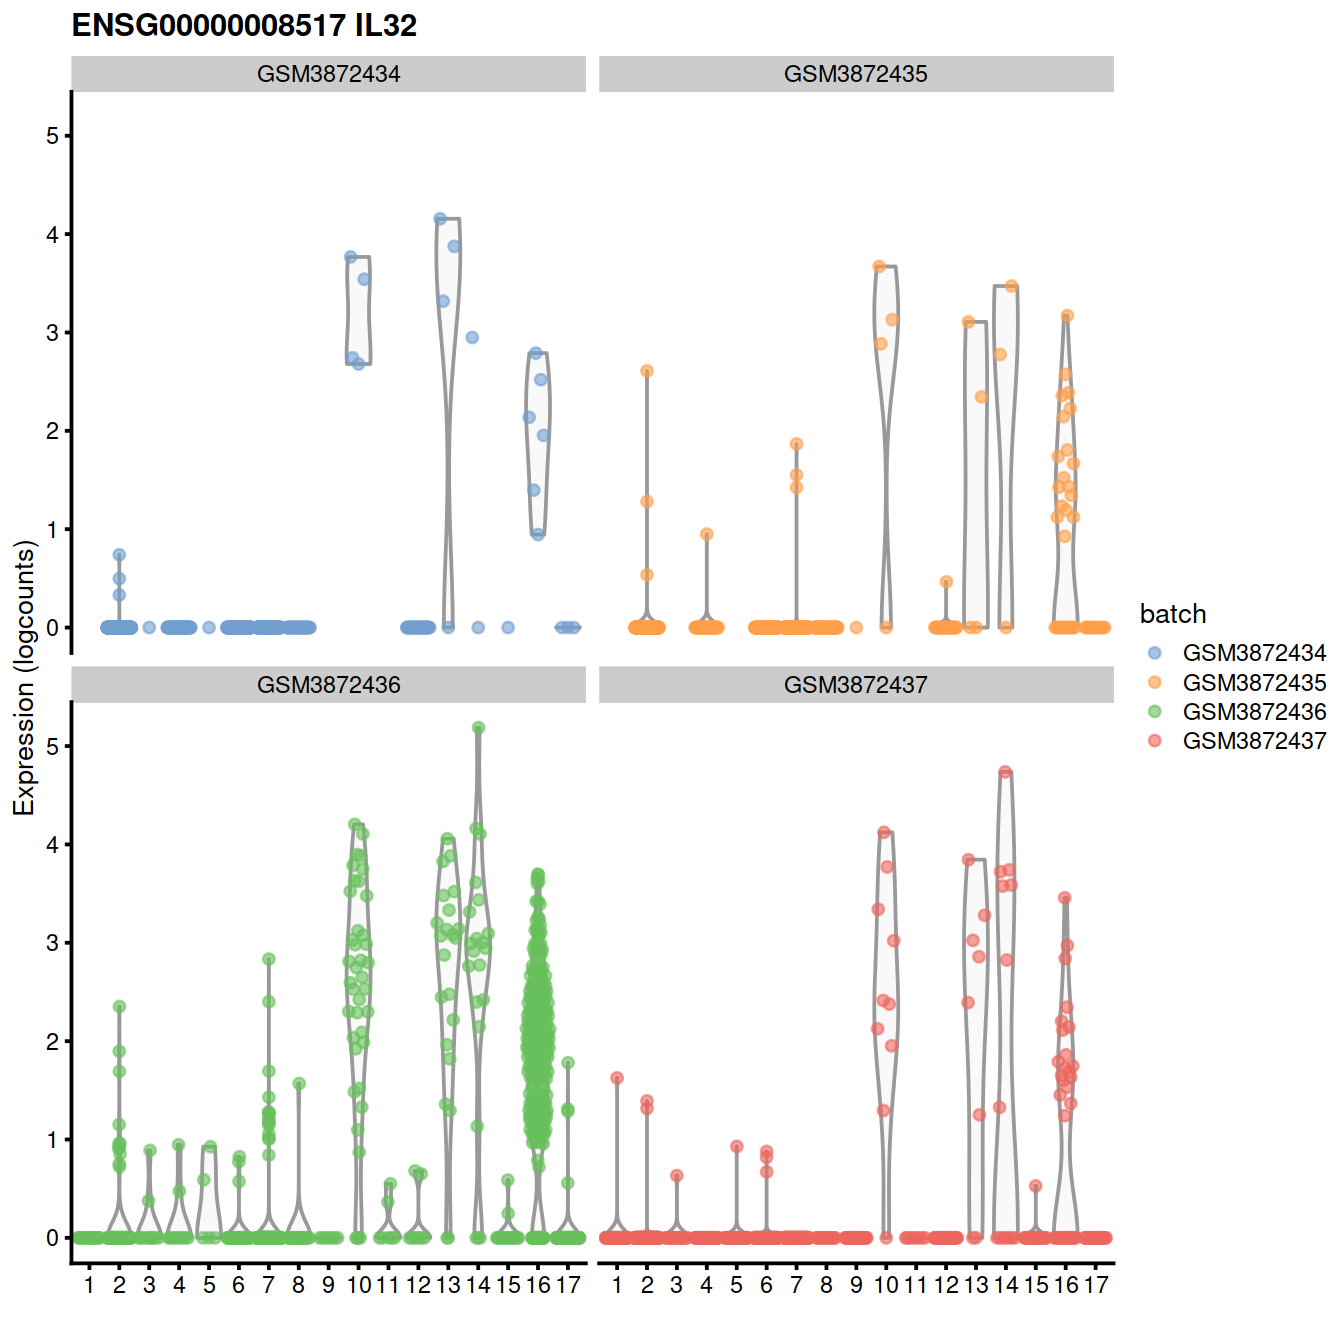 ENSG00000008517 IL32
GSM3872434
GSM3872435
5
4
3
2
1
0
GSM3872436
GSM3872437
5
4
3
2
1
0
1 2 3 4 5 6 7 8 9 10 11 12 13 14 15 16 17
1 2 3 4 5 6 7 8 9 10 11 12 13 14 15 16 17
Expression (logcounts)
batch
GSM3872434
GSM3872435
GSM3872436
GSM3872437